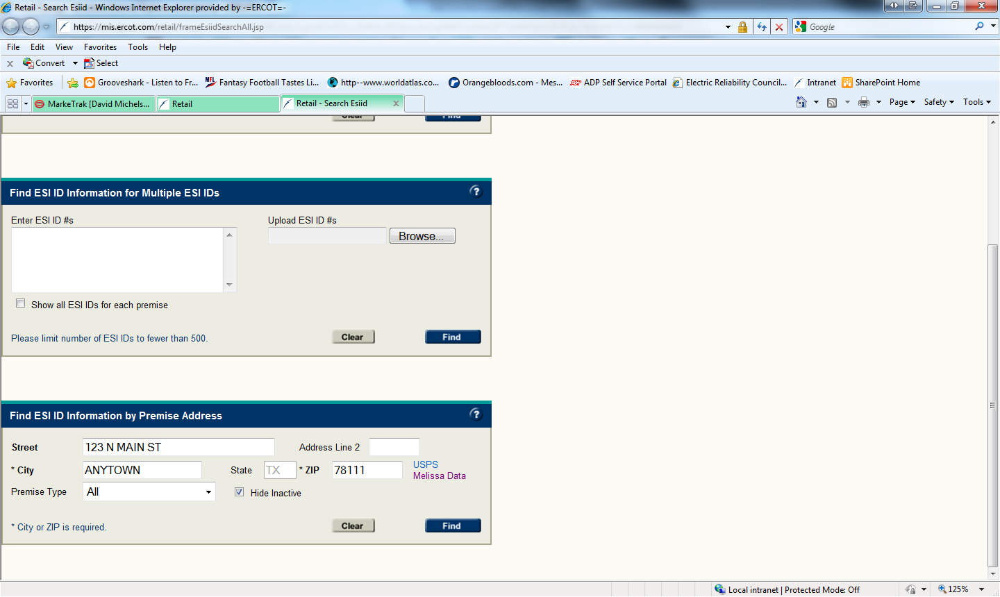 Retail - Search Esiid - Windows Internet Explorer provided by -=ERCOT=-
https://mis.ercot.com/retail/frameEsiidSearchAll.jsp
Google
File Edit View Favorites Tools Help
x Convert Select
Favorites Grooveshark - Listen to Fr... MFL Fantasy Football Tastes Li... http--www.worldatlas.co... Orangebloods.com - Mes... ADP ADP Self Service Portal Electric Reliability Council... Intranet SharePoint Home
MarkeTrak [David Michels... Retail Retail - Search Esiid Page Safety Tools
Clear Find
Find ESI ID Information for Multiple ESI IDs ?
Enter ESI ID #s Upload ESI ID #s
Browse...
Show all ESI IDs for each premise
Please limit number of ESI IDs to fewer than 500. Clear Find
Find ESI ID Information by Premise Address ?
Street 123 N MAIN ST Address Line 2
* City ANYTOWN State TX * ZIP 78111 USPS
Melissa Data
Premise Type All Hide Inactive
* City or ZIP is required. Clear Find
Local intranet | Protected Mode: Off 125%